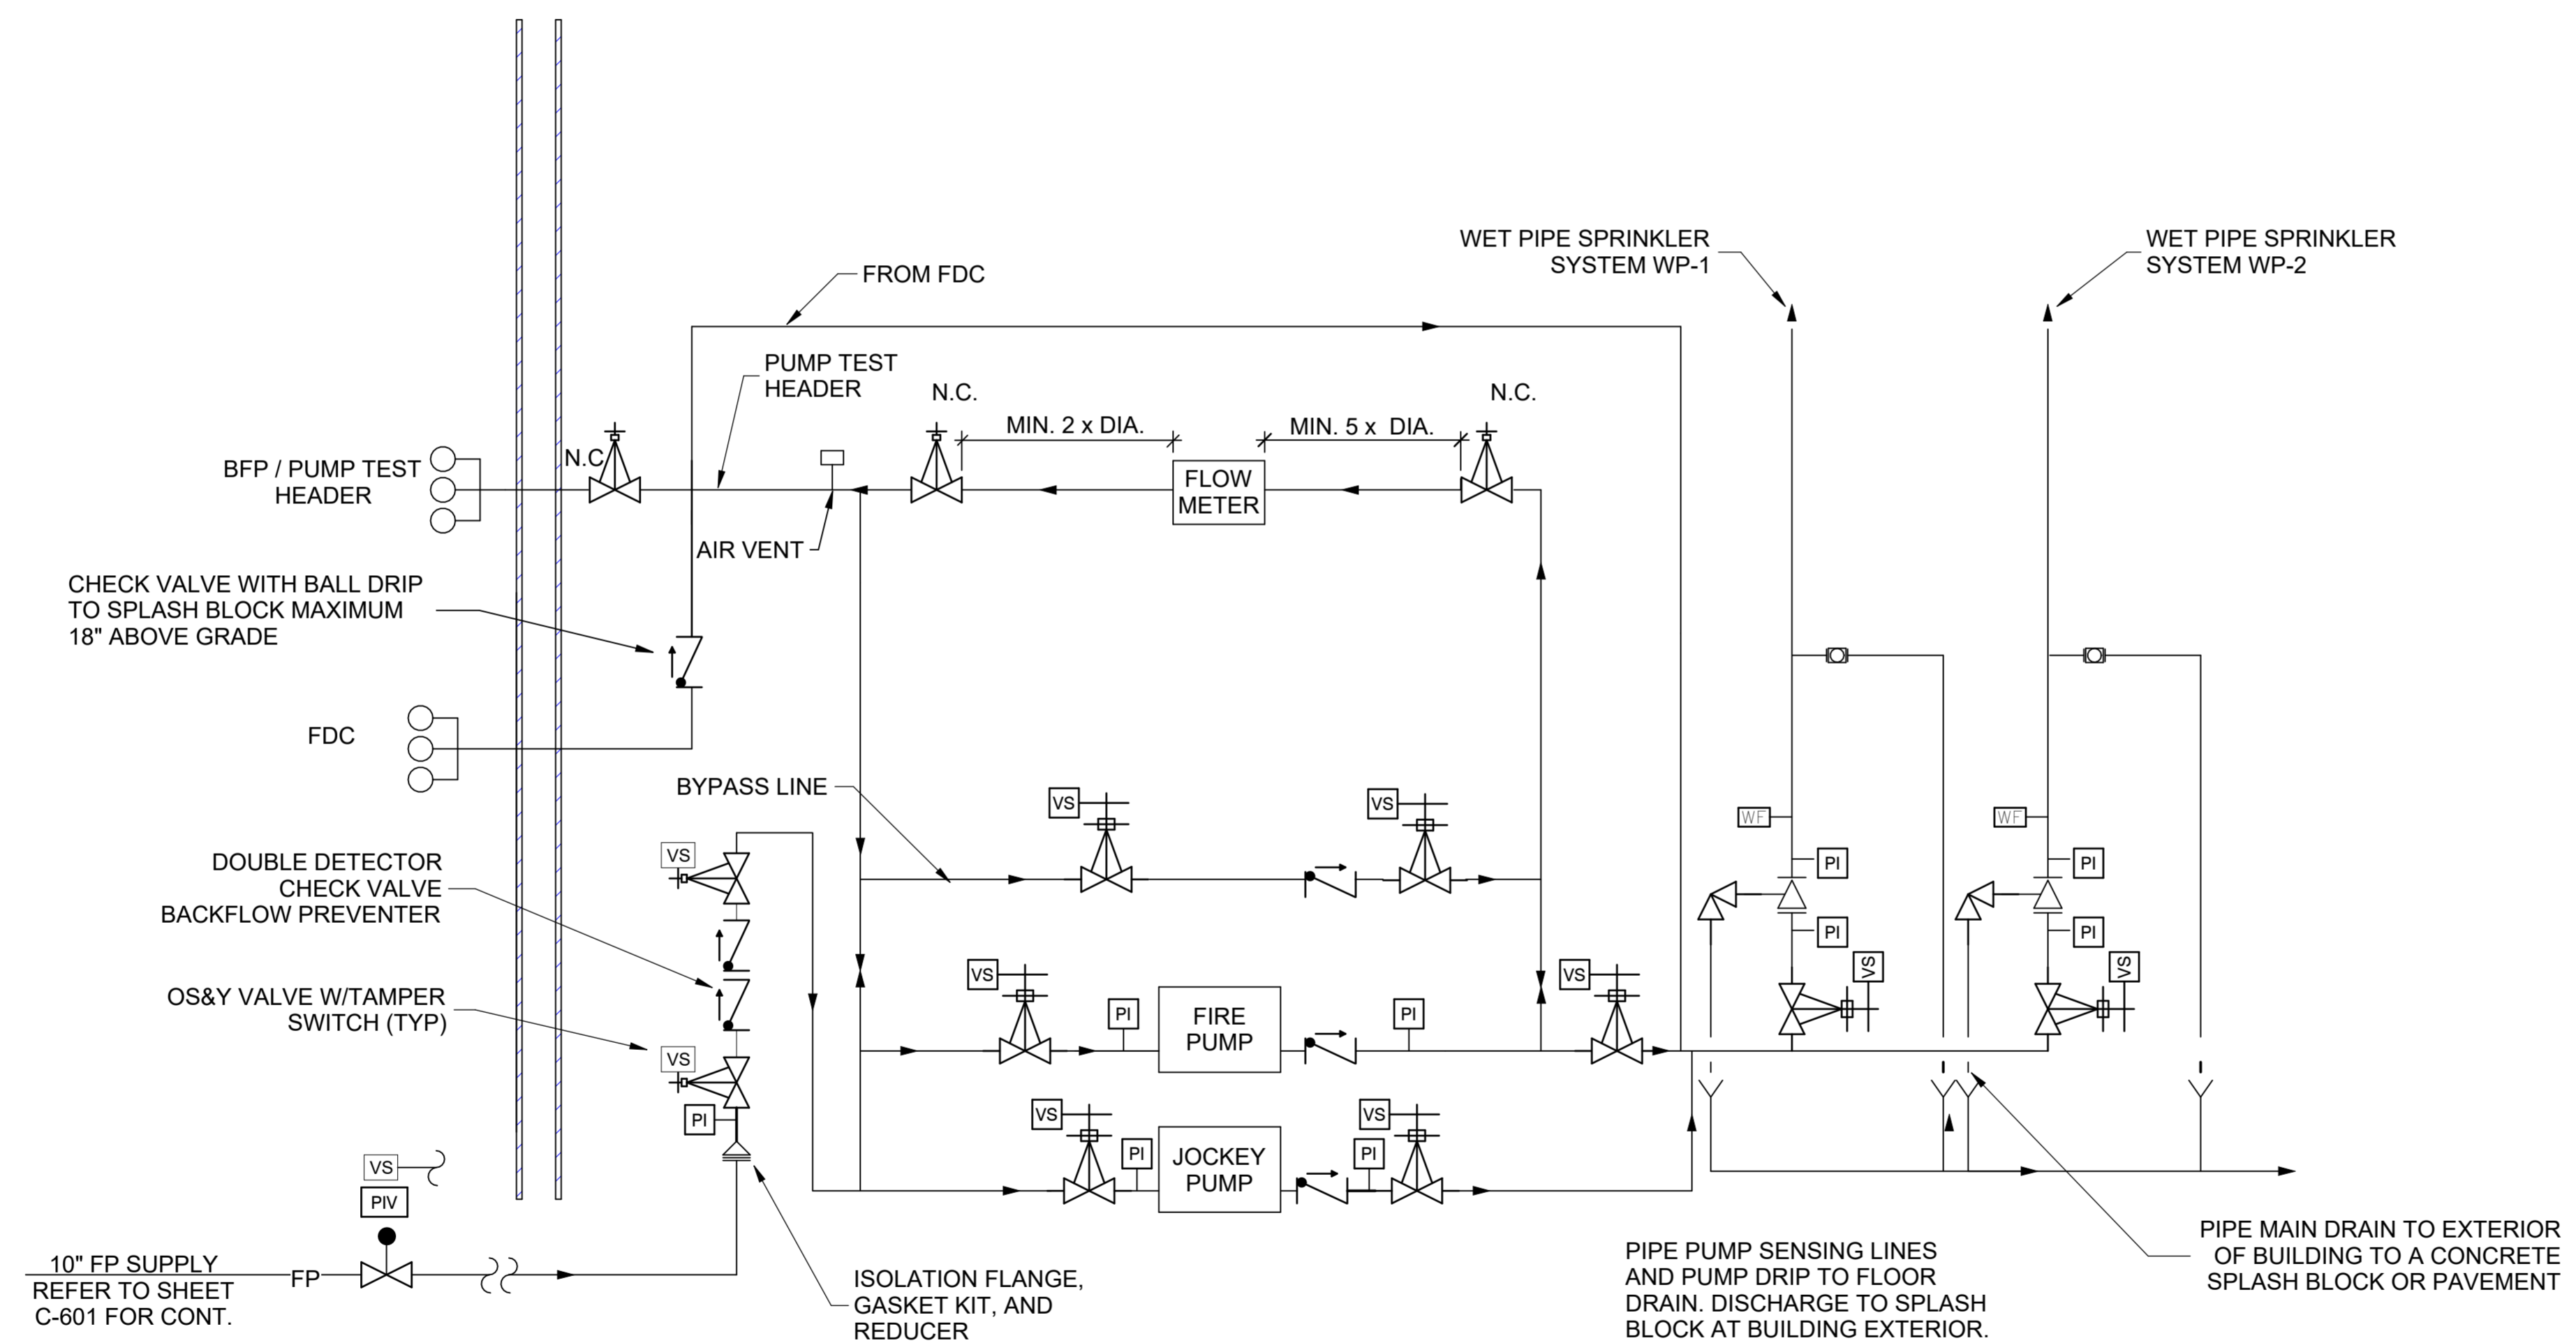 WET PIPE SPRINKLER
SYSTEM WP-1
WET PIPE SPRINKLER
SYSTEM WP-2
FROM FDC
PUMP TEST
HEADER
N.C.
N.C.
MIN. 2 x DIA.
MIN. 5 x DIA.
N.C
BFP / PUMP TEST
HEADER
FLOW
METER
AIR VENT
CHECK VALVE WITH BALL DRIP
TO SPLASH BLOCK MAXIMUM
18" ABOVE GRADE
FDC
BYPASS LINE
VS
VS
WF
WF
VS
PI
PI
DOUBLE DETECTOR
CHECK VALVE
BACKFLOW PREVENTER
PI
PI
VS
VS
VS
VS
OS&Y VALVE W/TAMPER
SWITCH (TYP)
PI
FIRE
PUMP
PI
VS
PI
VS
VS
PI
JOCKEY
PUMP
PI
VS
PIV
10" FP SUPPLY
FP
REFER TO SHEET
C-601 FOR CONT.
ISOLATION FLANGE,
GASKET KIT, AND
REDUCER
PIPE PUMP SENSING LINES
AND PUMP DRIP TO FLOOR
DRAIN. DISCHARGE TO SPLASH
BLOCK AT BUILDING EXTERIOR.
PIPE MAIN DRAIN TO EXTERIOR
OF BUILDING TO A CONCRETE
SPLASH BLOCK OR PAVEMENT